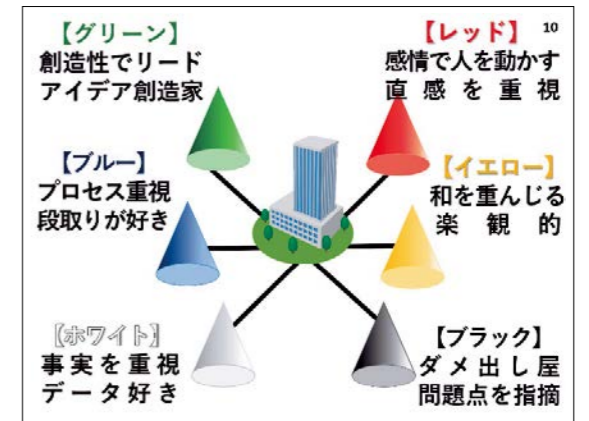 【グリーン】
創造性でリード
アイデア創造家
【レッド】
10
感情で人を動かす
直感を重視
【ブルー】
プロセス重視
段取りが好き
【イエロー】
和を重んじる
楽観的
【ホワイト】
事実を重視
データ好き
【ブラック】
ダメ出し屋
問題点を指摘